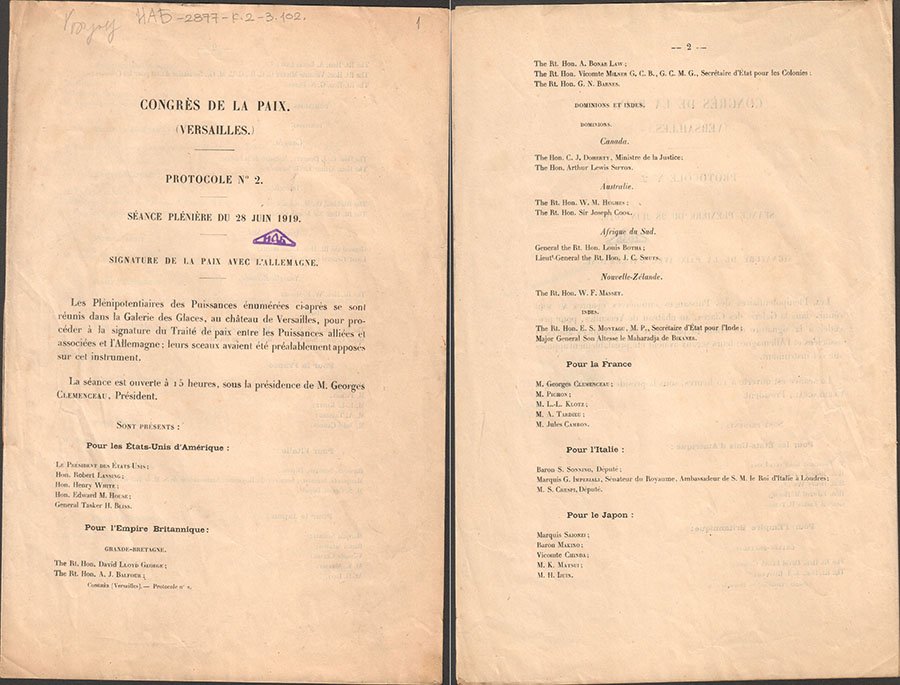 НАБ-2877-К.2-З.102.
1
CONGRÈS DE LA PAIX.
(VERSAILLES.)
PROTOCOLE N° 2.
SÉANCE PLÉNIÈRE DU 28 JUIN 1919.
НАБ
SIGNATURE DE LA PAIX AVEC L'ALLEMAGNE.
Les Plénipotentiaires des Puissances énumérées ci-après se sont
réunis dans la Galerie des Glaces, au château de Versailles, pour pro-
céder à la signature du Traité de paix entre les Puissances alliées et
associées et l'Allemagne; leurs sceaux avaient été préalablement apposés
sur cet instrument.
La séance est ouverte à 15 heures, sous la présidence de M. Georges
CLEMENCEAU, Président.
SONT PRÉSENTS :
Pour les États-Unis d'Amérique :
LE PRÉSIDENT DES ÉTATS-UNIS;
Hon. Robert LANSING;
Hon. Henry WHITE;
Hon. Edward M. HOUSE;
General Tasker H. BLISS.
Pour l'Empire Britannique:
GRANDE-BRETAGNE.
The Rt. Hon. David LLOYD GEORGE;
The Rt. Hon. A. J. BALFOUR;
CONGRÈS (Versailles). — Protocole n° 2.
— 2 —
The Rt. Hon. A. BONAR LAW;
The Rt. Hon. Vicomte MILNER G. C. B., G. C. M. G., Secrétaire d'État pour les Colonies;
The Rt. Hon. G. N. BARNES.
DOMINIONS ET INDES.
DOMINIONS.
Canada.
The Hon. C. J. DOHERTY, Ministre de la Justice;
The Hon. Arthur Lewis SIFTON.
Australie.
The Rt. Hon. W. M. HUGHES;
The Rt. Hon. Sir Joseph COOK.
Afrique du Sud.
General the Rt. Hon. Louis BOTHA;
Lieut-General the Rt. Hon. J. C. SMUTS.
Nouvelle-Zélande.
The Rt. Hon. W. F. MASSEY.
INDES.
The Rt. Hon. E. S. MONTAGU, M. P., Secrétaire d'État pour l'Inde;
Major General Son Altesse le Maharadja de BIKANER.
Pour la France
M. Georges CLEMENCEAU;
M. PICHON;
M. L.-L. KLOTZ;
M. A. TARDIEU;
M. Jules CAMBON.
Pour l'Italie :
Baron S. SONNINO, Député;
Marquis G. IMPERIALI, Sénateur du Royaume, Ambassadeur de S. M. le Roi d'Italie à Londres;
M. S. CRESPI, Député.
Pour le Japon :
Marquis SAIONZI;
Baron MAKINO;
Vicomte CHINDA;
M. K. MATSUI;
M. H. IJUIN.